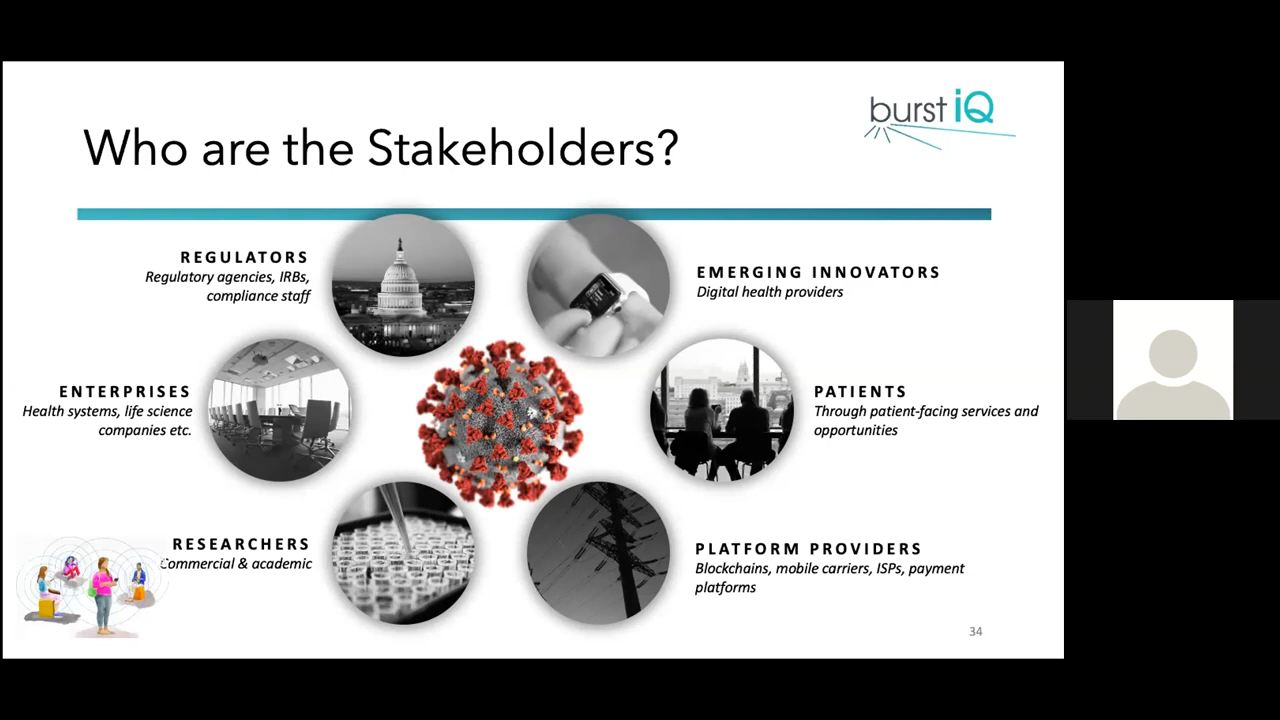 burst iQ
Who are the Stakeholders?
REGULATORS
Regulatory agencies, IRBs,
compliance staff
EMERGING INNOVATORS
Digital health providers
ENTERPRISES
Health systems, life science
companies etc.
PATIENTS
Through patient-facing services and
opportunities
RESEARCHERS
Commercial & academic
PLATFORM PROVIDERS
Blockchains, mobile carriers, ISPs, payment
platforms
34